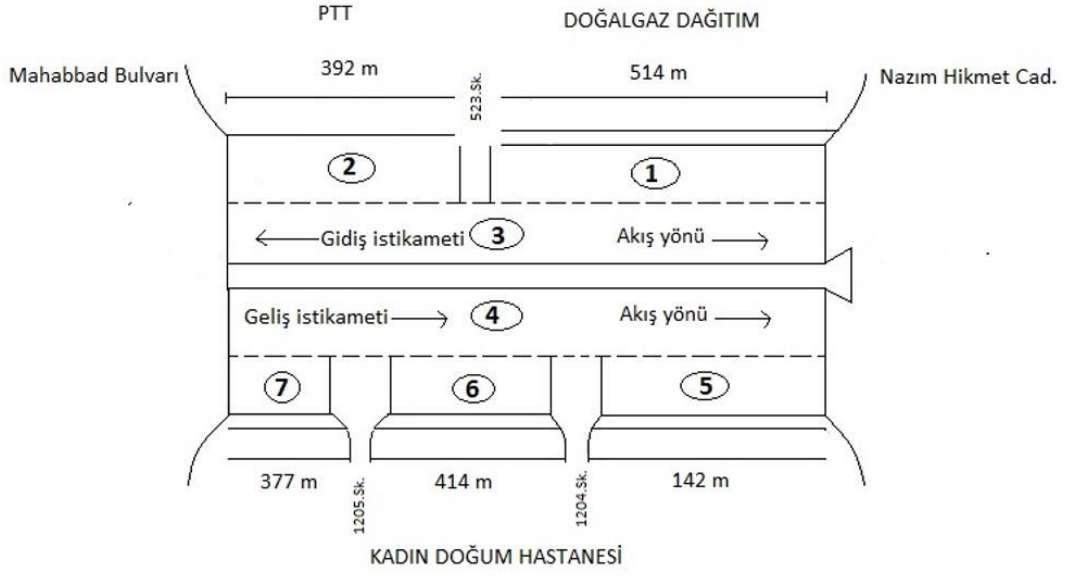 PTT
DOĞALGAZ DAĞITIM
Mahabbad Bulvarı
392 m
523.Sk.
514 m
Nazım Hikmet Cad.
2
1
Gidiş istikameti
3
Akış yönü
Geliş istikameti
4
Akış yönü
7
6
5
377 m
1205.Sk.
414 m
1204.Sk.
142 m
KADIN DOĞUM HASTANESİ